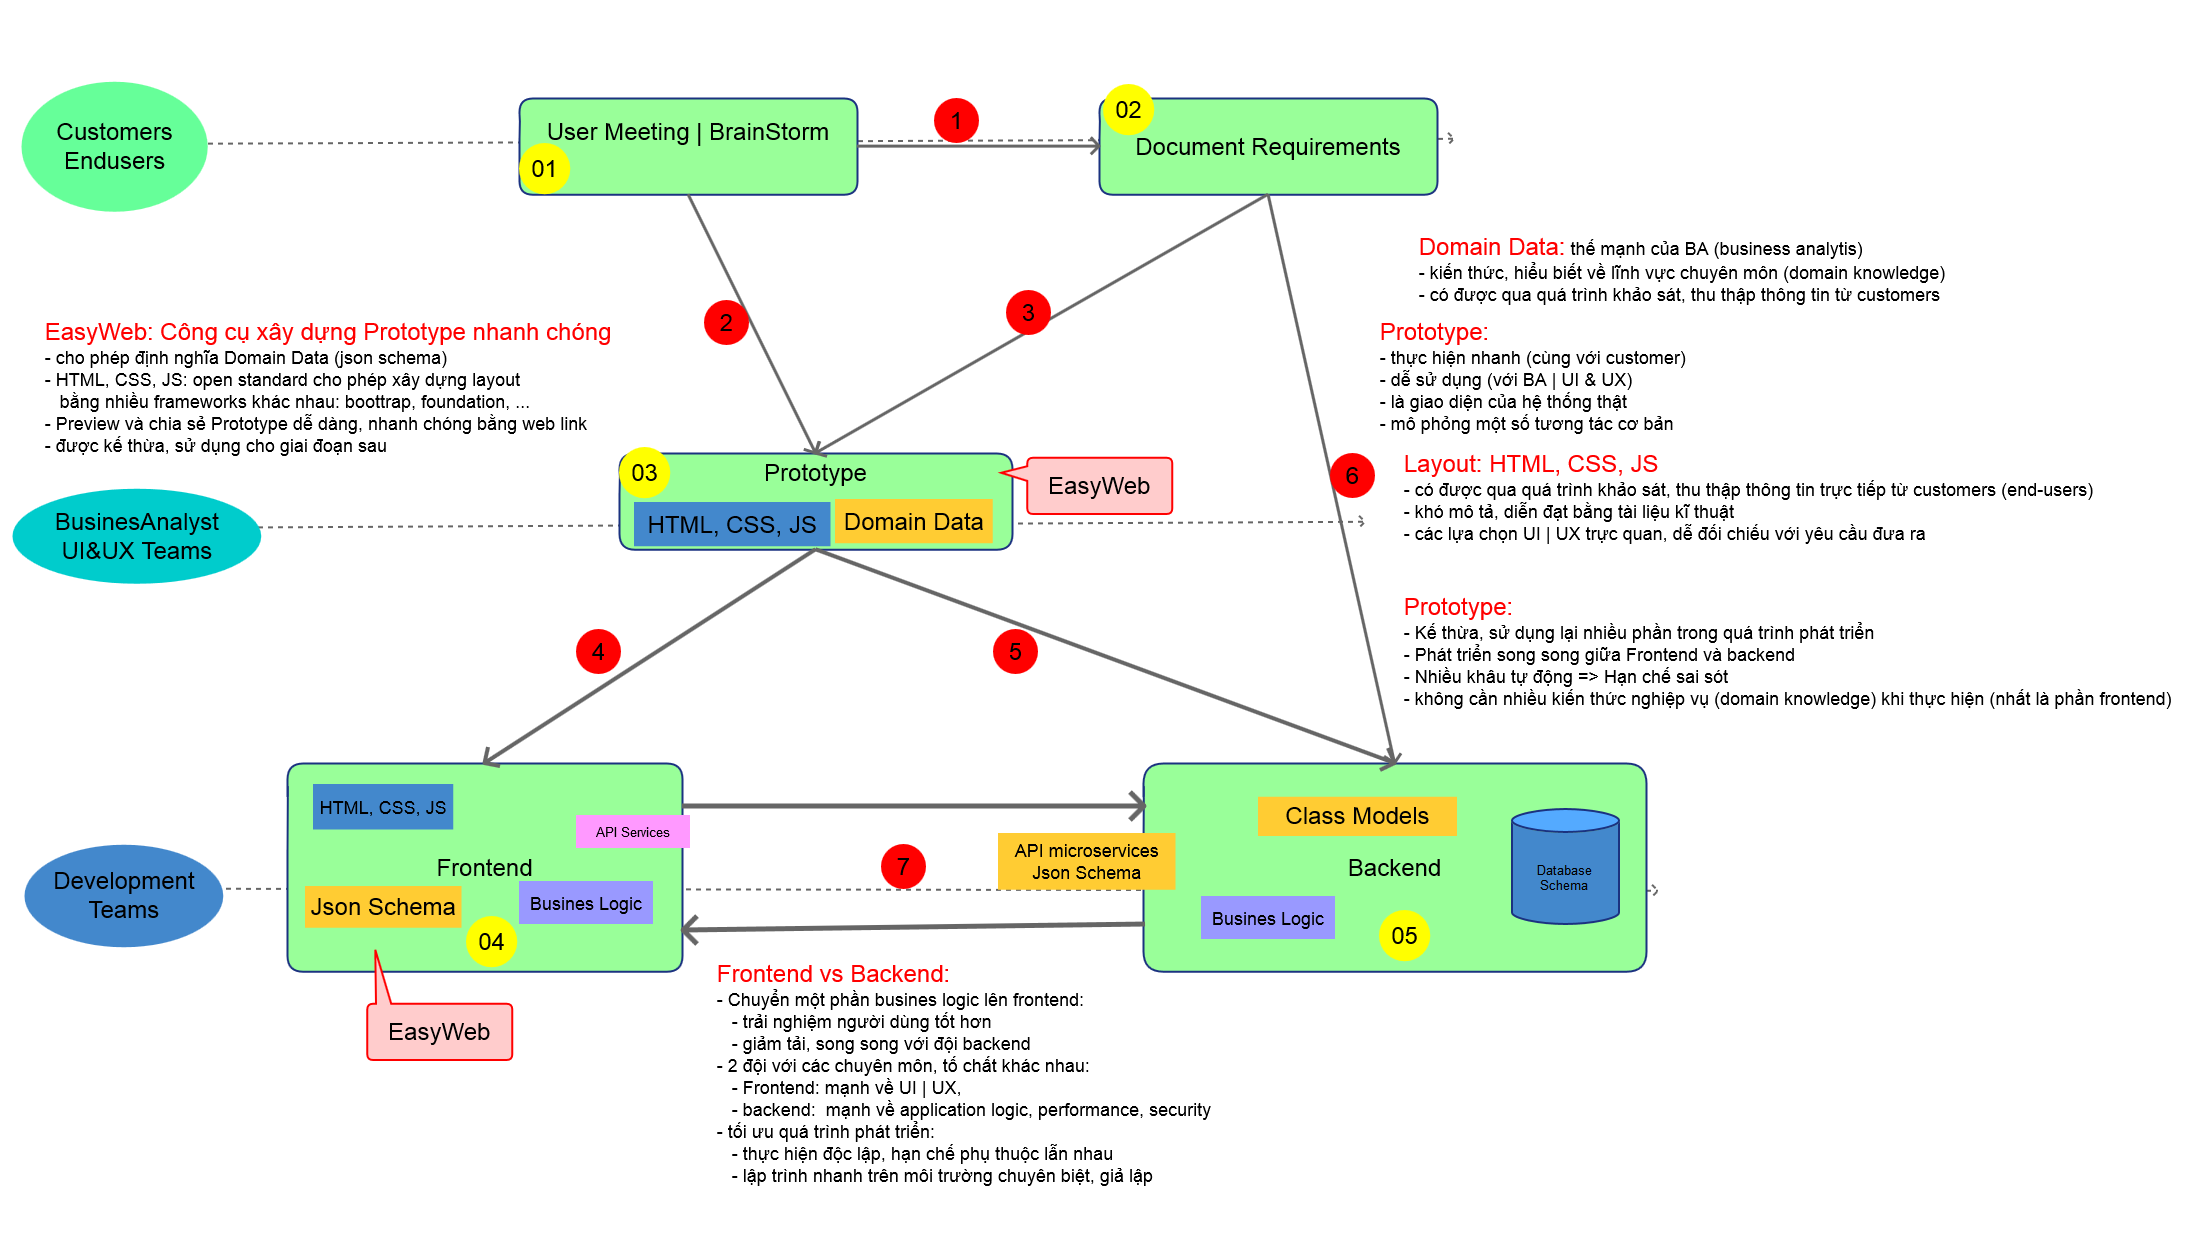 Customers
Endusers
User Meeting | BrainStorm
01
1
02
Document Requirements
Domain Data: thế mạnh của BA (business analytis)
- kiến thức, hiểu biết về lĩnh vực chuyên môn (domain knowledge)
- có được qua quá trình khảo sát, thu thập thông tin từ customers
2
3
EasyWeb: Công cụ xây dựng Prototype nhanh chóng
- cho phép định nghĩa Domain Data (json schema)
- HTML, CSS, JS: open standard cho phép xây dựng layout
bằng nhiều frameworks khác nhau: boottrap, foundation, ...
- Preview và chia sẻ Prototype dễ dàng, nhanh chóng bằng web link
- được kế thừa, sử dụng cho giai đoạn sau
Prototype:
- thực hiện nhanh (cùng với customer)
- dễ sử dụng (với BA | UI & UX)
- là giao diện của hệ thống thật
- mô phỏng một số tương tác cơ bản
6
Layout: HTML, CSS, JS
- có được qua quá trình khảo sát, thu thập thông tin trực tiếp từ customers (end-users)
- khó mô tả, diễn đạt bằng tài liệu kĩ thuật
- các lựa chọn UI | UX trực quan, dễ đối chiếu với yêu cầu đưa ra
BusinesAnalyst
UI&UX Teams
03
Prototype
HTML, CSS, JS
Domain Data
EasyWeb
Prototype:
- Kế thừa, sử dụng lại nhiều phần trong quá trình phát triển
- Phát triển song song giữa Frontend và backend
- Nhiều khâu tự động => Hạn chế sai sót
- không cần nhiều kiến thức nghiệp vụ (domain knowledge) khi thực hiện (nhất là phần frontend)
4
5
Development
Teams
HTML, CSS, JS
API Services
Frontend
Json Schema
Busines Logic
04
EasyWeb
7
API microservices
Json Schema
Class Models
Backend
Database
Schema
Busines Logic
05
Frontend vs Backend:
- Chuyển một phần busines logic lên frontend:
- trải nghiệm người dùng tốt hơn
- giảm tải, song song với đội backend
- 2 đội với các chuyên môn, tố chất khác nhau:
- Frontend: mạnh về UI | UX,
- backend:  mạnh về application logic, performance, security
- tối ưu quá trình phát triển:
- thực hiện độc lập, hạn chế phụ thuộc lẫn nhau
- lập trình nhanh trên môi trường chuyên biệt, giả lập